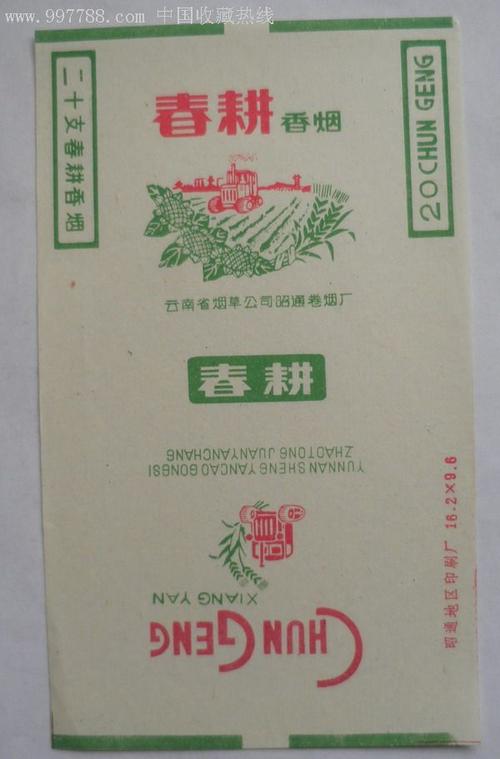 www.997788.com 中国收藏热线
二十支春耕香烟
春耕 香烟
20 CHUN GENG
云南省烟草公司昭通卷烟厂
春耕
YUNNAN SHENG YANCAO GONGSI
ZHAOTONG JUANYANCHANG
CHUN GENG
XIANG YAN
昭通地区印刷厂 16.2×9.6